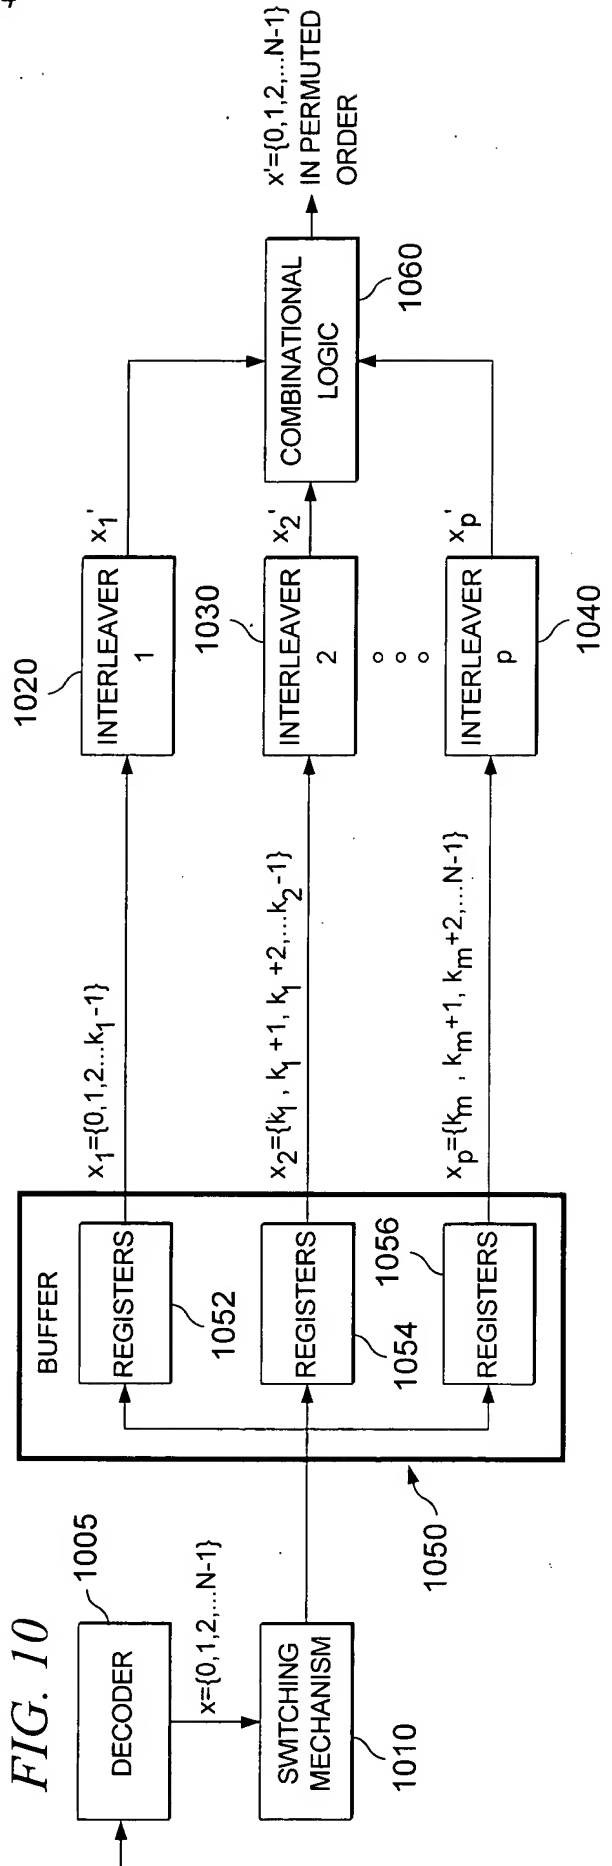 FIG. 10
DECODER
1005
x={0,1,2,...N-1}
SWITCHING
MECHANISM
1010
BUFFER
REGISTERS
1052
REGISTERS
1054
REGISTERS
1056
1050
x₁={0,1,2...k₁-1}
x₂={k₁, k₁+1, k₁+2,...k₂-1}
xₚ={kₘ, kₘ+1, kₘ+2,...N-1}
1020
INTERLEAVER
1
1030
INTERLEAVER
2
INTERLEAVER
p
1040
x₁'
x₂'
xₚ'
COMBINATIONAL
LOGIC
1060
x'={0,1,2,...N-1}
IN PERMUTED
ORDER